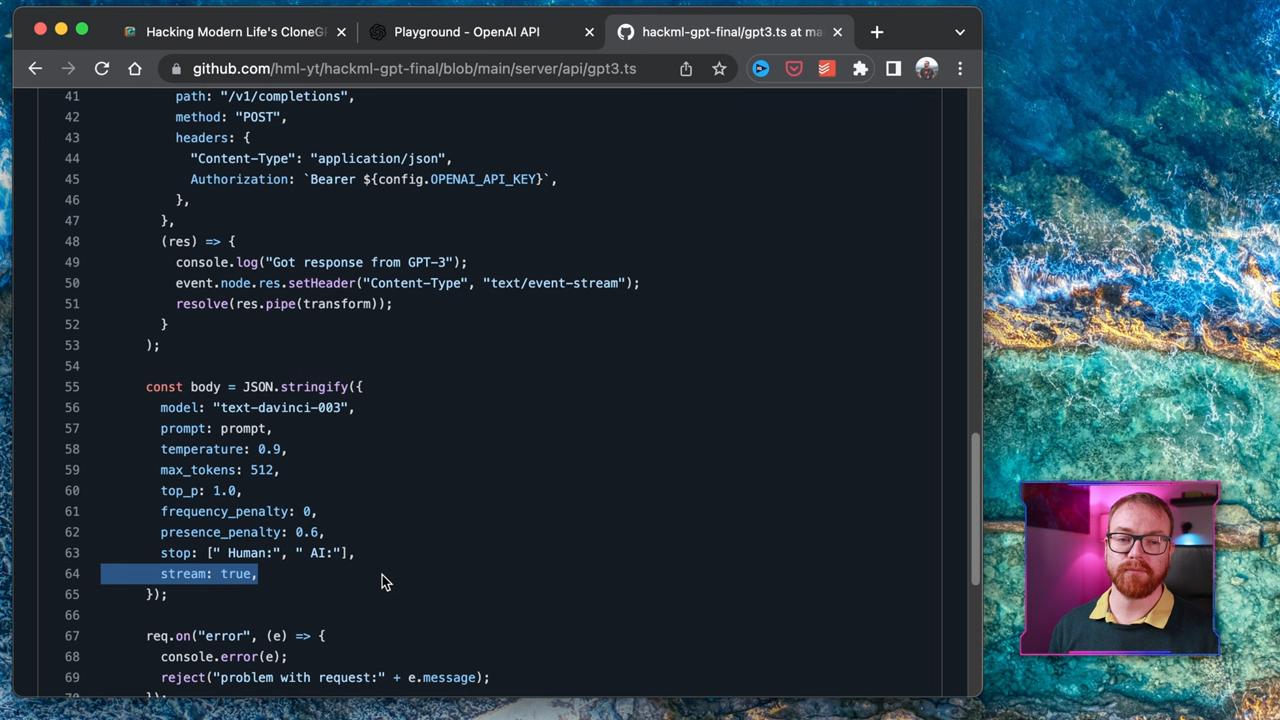 Hacking Modern Life's CloneG
Playground - OpenAI API
hackml-gpt-final/gpt3.ts at ma
github.com/hml-yt/hackml-gpt-final/blob/main/server/api/gpt3.ts
41 path: "/v1/completions",
42 method: "POST",
43 headers: {
44 "Content-Type": "application/json",
45 Authorization: `Bearer ${config.OPENAI_API_KEY}`,
46 },
47 },
48 (res) => {
49 console.log("Got response from GPT-3");
50 event.node.res.setHeader("Content-Type", "text/event-stream");
51 resolve(res.pipe(transform));
52 }
53 );
54
55 const body = JSON.stringify({
56 model: "text-davinci-003",
57 prompt: prompt,
58 temperature: 0.9,
59 max_tokens: 512,
60 top_p: 1.0,
61 frequency_penalty: 0,
62 presence_penalty: 0.6,
63 stop: [" Human:", " AI:"],
64 stream: true,
65 });
66
67 req.on("error", (e) => {
68 console.error(e);
69 reject("problem with request:" + e.message);